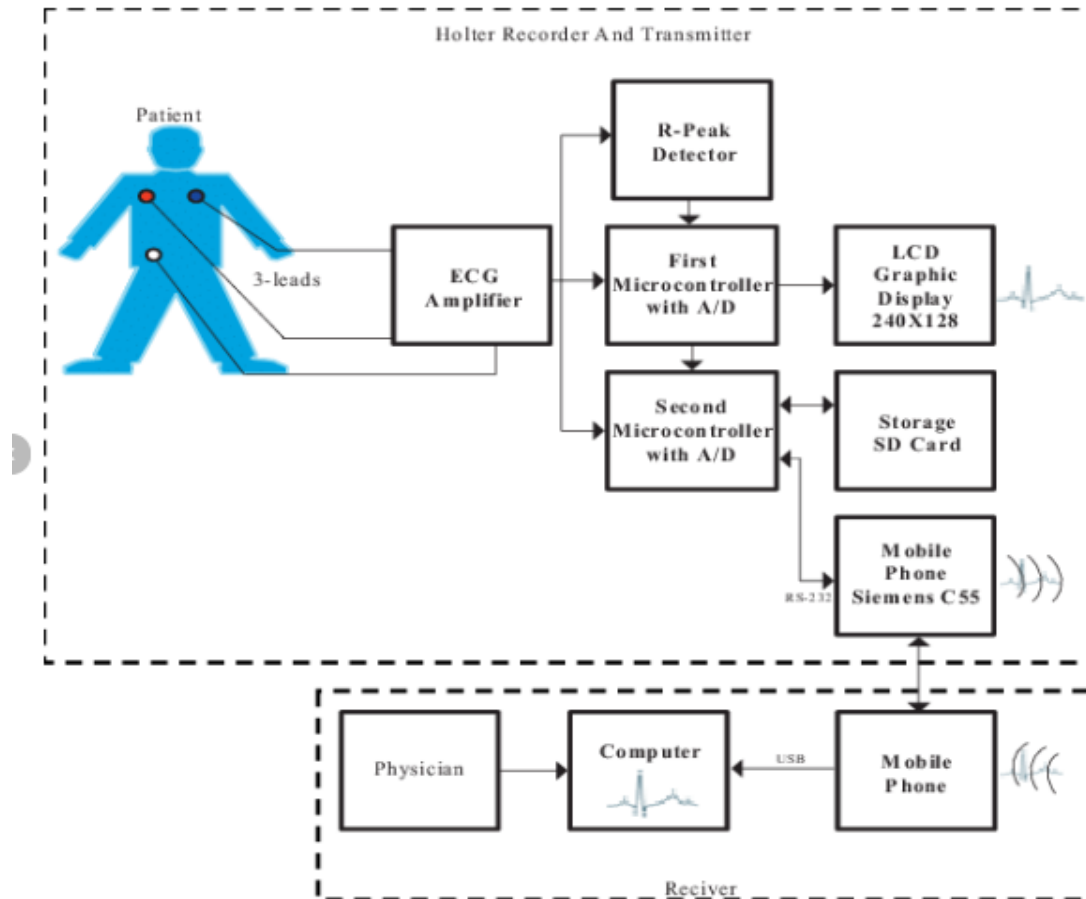 Holter Recorder And Transmitter
Patient
R-Peak
Detector
3-leads
ECG
Amplifier
First
Microcontroller
with A/D
LCD
Graphic
Display
240X128
Second
Microcontroller
with A/D
Storage
SD Card
Mobile
Phone
Siemens C55
RS-232
Physician
Computer
USB
Mobile
Phone
Reciver